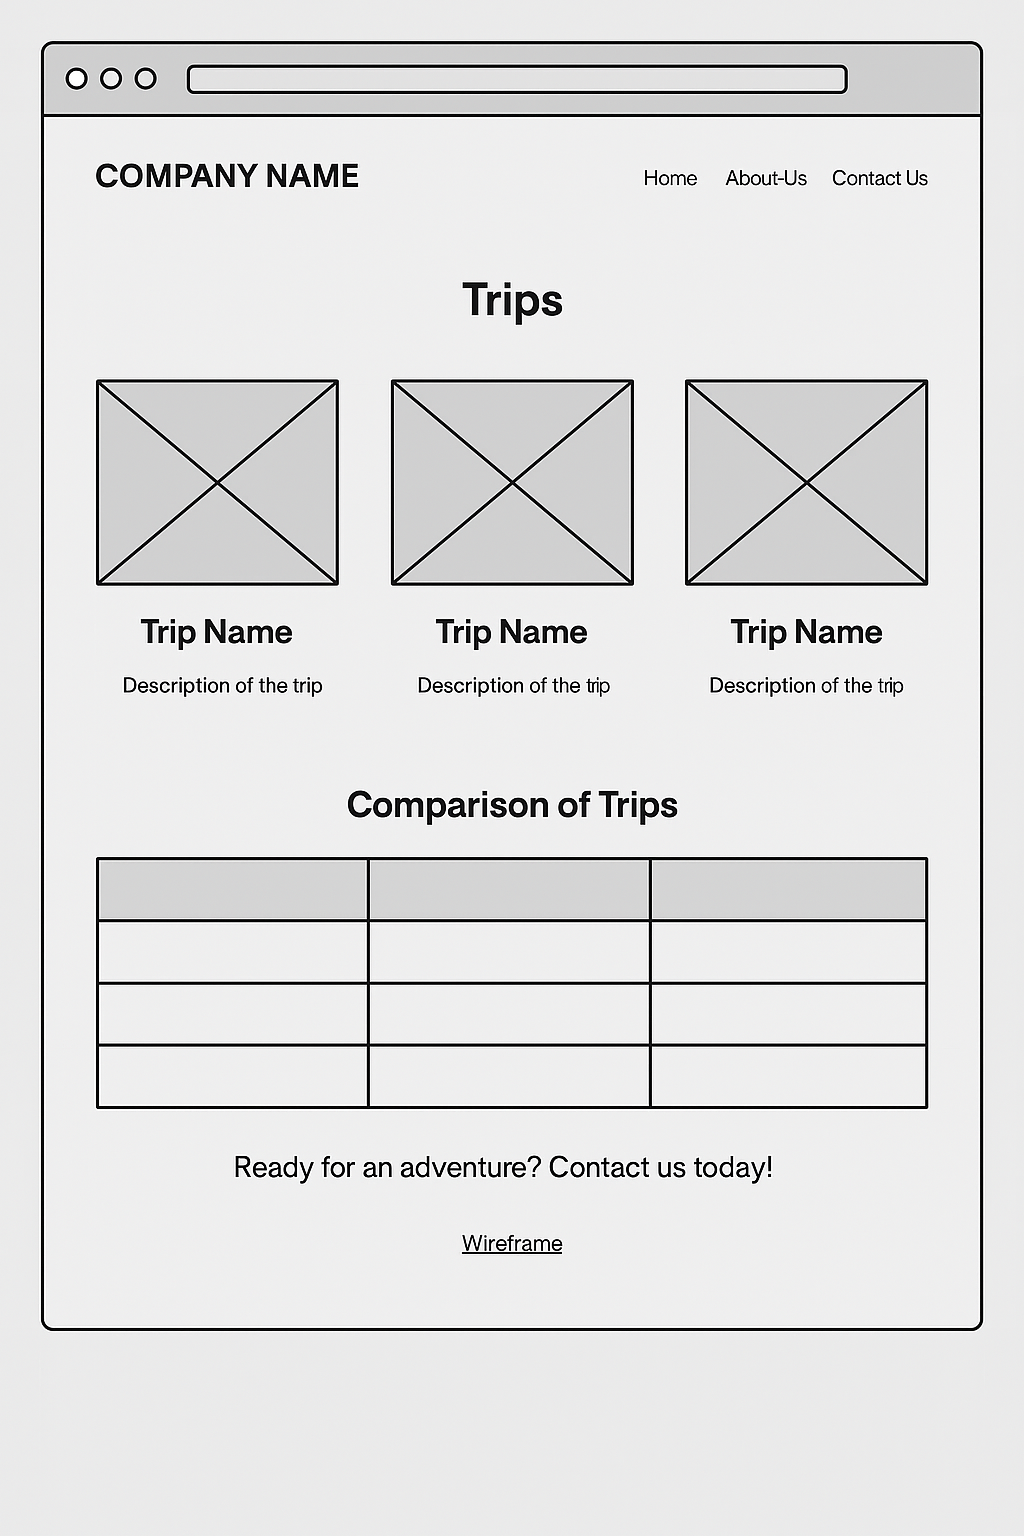 COMPANY NAME
Home About-Us Contact Us
Trips
Trip Name Trip Name Trip Name
Description of the trip Description of the trip Description of the trip
Comparison of Trips
Ready for an adventure? Contact us today!
Wireframe